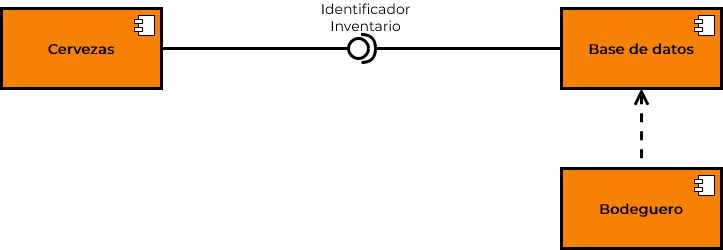 Identificador
Inventario
Cervezas
Base de datos
Bodeguero